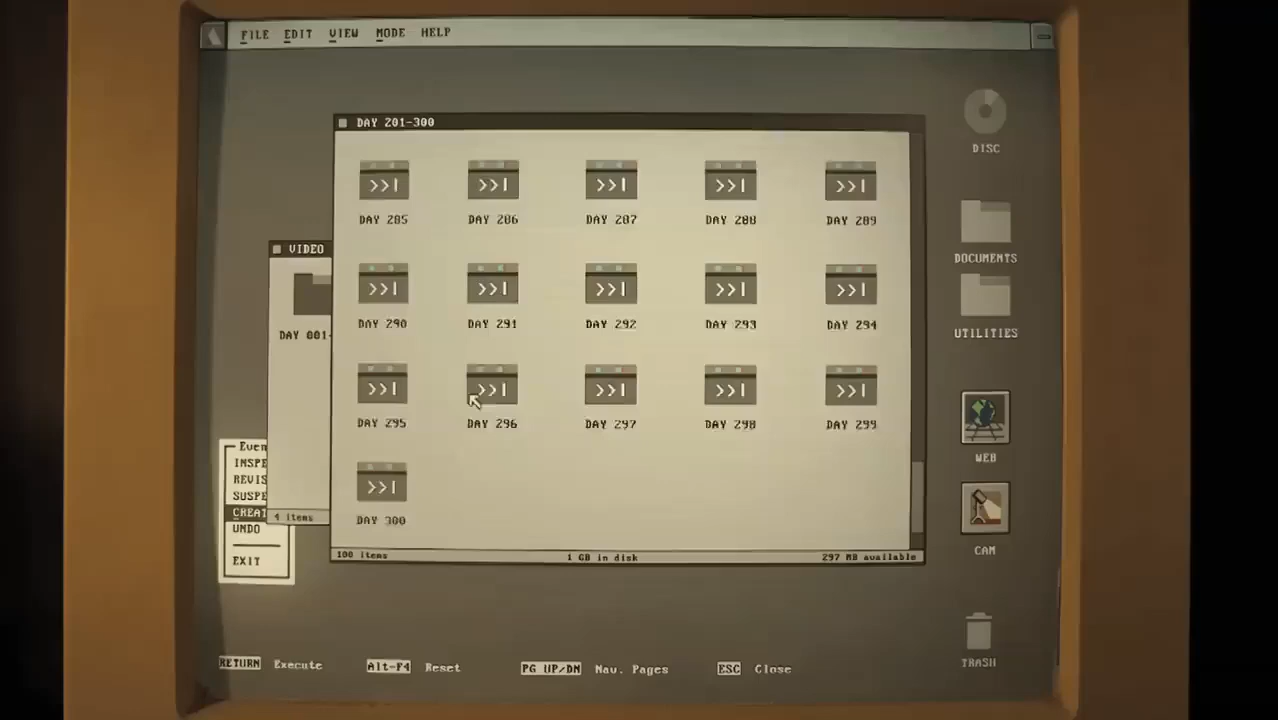 FILE EDIT VIEW MODE HELP
DAY 201-300
DAY 285 DAY 286 DAY 287 DAY 288 DAY 289
DAY 290 DAY 291 DAY 292 DAY 293 DAY 294
DAY 295 DAY 296 DAY 297 DAY 298 DAY 299
DAY 300
100 items 1 GB in disk 297 MB available
VIDEO
DAY 001-
4 items
Even
INSPE
REVIS
SUSPE
CREAT
UNDO
EXIT
DISC
DOCUMENTS
UTILITIES
WEB
CAM
TRASH
RETURN Execute Alt-F4 Reset PG UP/DN Nav. Pages ESC Close